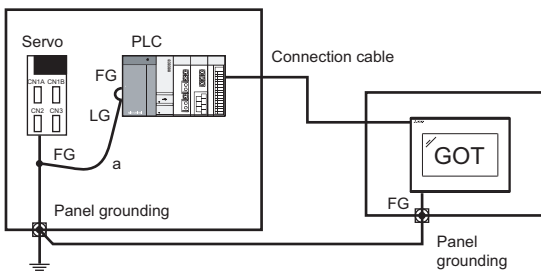 Servo
PLC
CN1A CN1B
CN2 CN3
FG
LG
FG
a
Panel grounding
Connection cable
GOT
FG
Panel
grounding